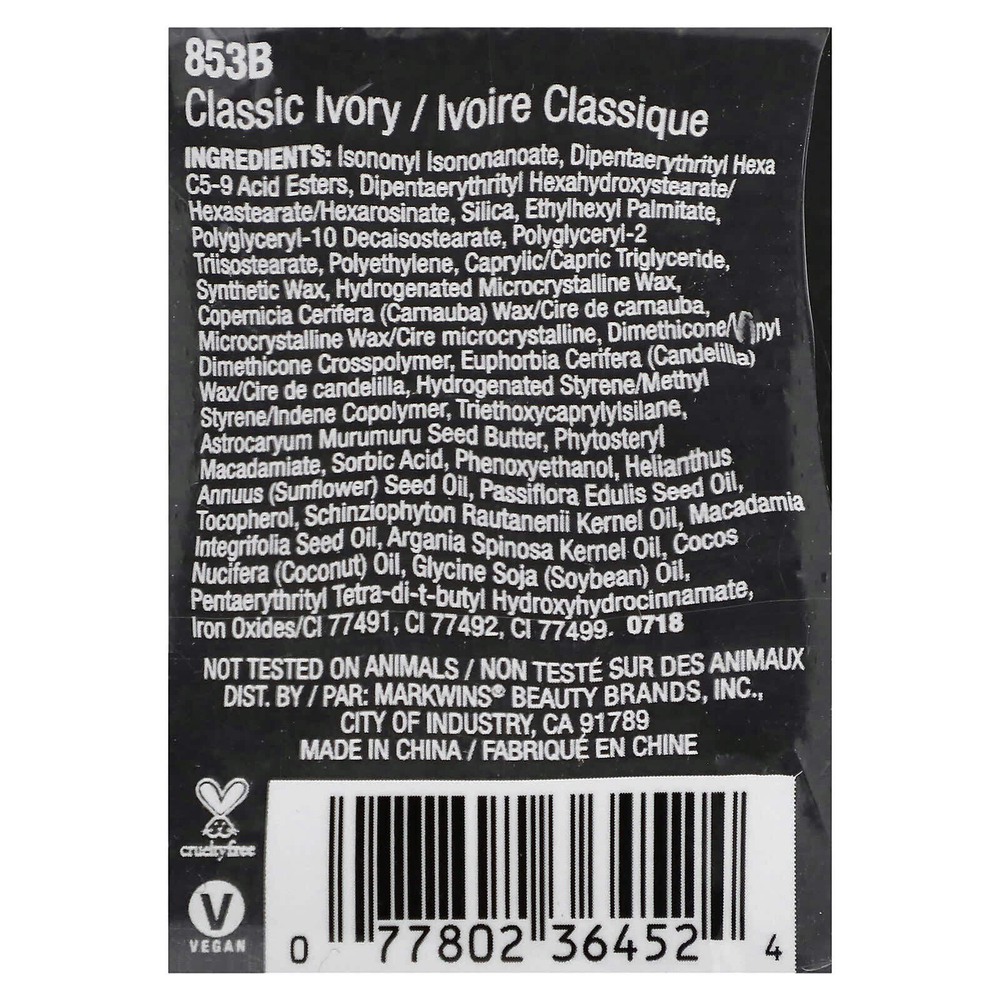 853B
Classic Ivory / Ivoire Classique
INGREDIENTS: Isononyl Isononanoate, Dipentaerythrityl Hexa
C5-9 Acid Esters, Dipentaerythrityl Hexahydroxystearate/
Hexastearate/Hexarosinate, Silica, Ethylhexyl Palmitate,
Polyglyceryl-10 Decaisostearate, Polyglyceryl-2
Triisostearate, Polyethylene, Caprylic/Capric Triglyceride,
Synthetic Wax, Hydrogenated Microcrystalline Wax,
Copernicia Cerifera (Carnauba) Wax/Cire de carnauba,
Microcrystalline Wax/Cire microcrystalline, Dimethicone/Vinyl
Dimethicone Crosspolymer, Euphorbia Cerifera (Candelilla)
Wax/Cire de candelilla, Hydrogenated Styrene/Methyl
Styrene/Indene Copolymer, Triethoxycaprylylsilane,
Astrocaryum Murumuru Seed Butter, Phytosteryl
Macadamiate, Sorbic Acid, Phenoxyethanol, Helianthus
Annuus (Sunflower) Seed Oil, Passiflora Edulis Seed Oil,
Tocopherol, Schinziophyton Rautanenii Kernel Oil, Macadamia
Integrifolia Seed Oil, Argania Spinosa Kernel Oil, Cocos
Nucifera (Coconut) Oil, Glycine Soja (Soybean) Oil,
Pentaerythrityl Tetra-di-t-butyl Hydroxyhydrocinnamate,
Iron Oxides/CI 77491, CI 77492, CI 77499. 0718
NOT TESTED ON ANIMALS / NON TESTÉ SUR DES ANIMAUX
DIST. BY / PAR: MARKWINS® BEAUTY BRANDS, INC.,
CITY OF INDUSTRY, CA 91789
MADE IN CHINA / FABRIQUÉ EN CHINE
crueltyfree
V
VEGAN
0 77802 36452 4